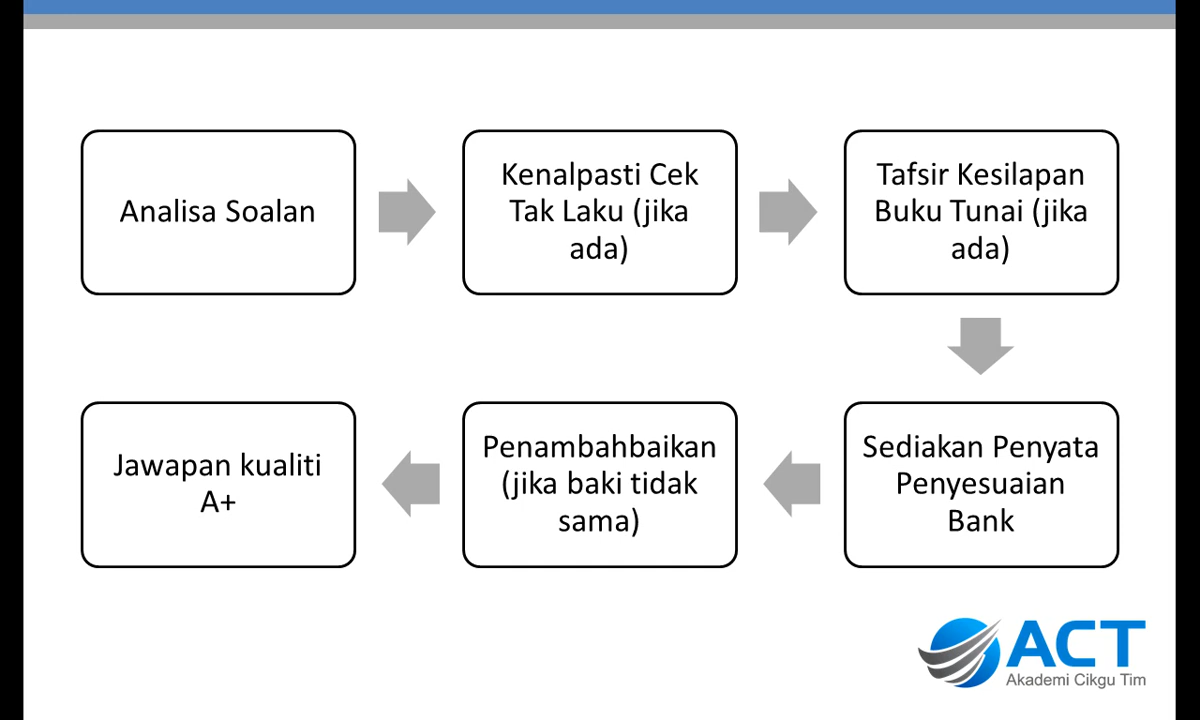 Analisa Soalan
Kenalpasti Cek
Tak Laku (jika
ada)
Tafsir Kesilapan
Buku Tunai (jika
ada)
Sediakan Penyata
Penyesuaian
Bank
Penambahbaikan
(jika baki tidak
sama)
Jawapan kualiti
A+
ACT
Akademi Cikgu Tim